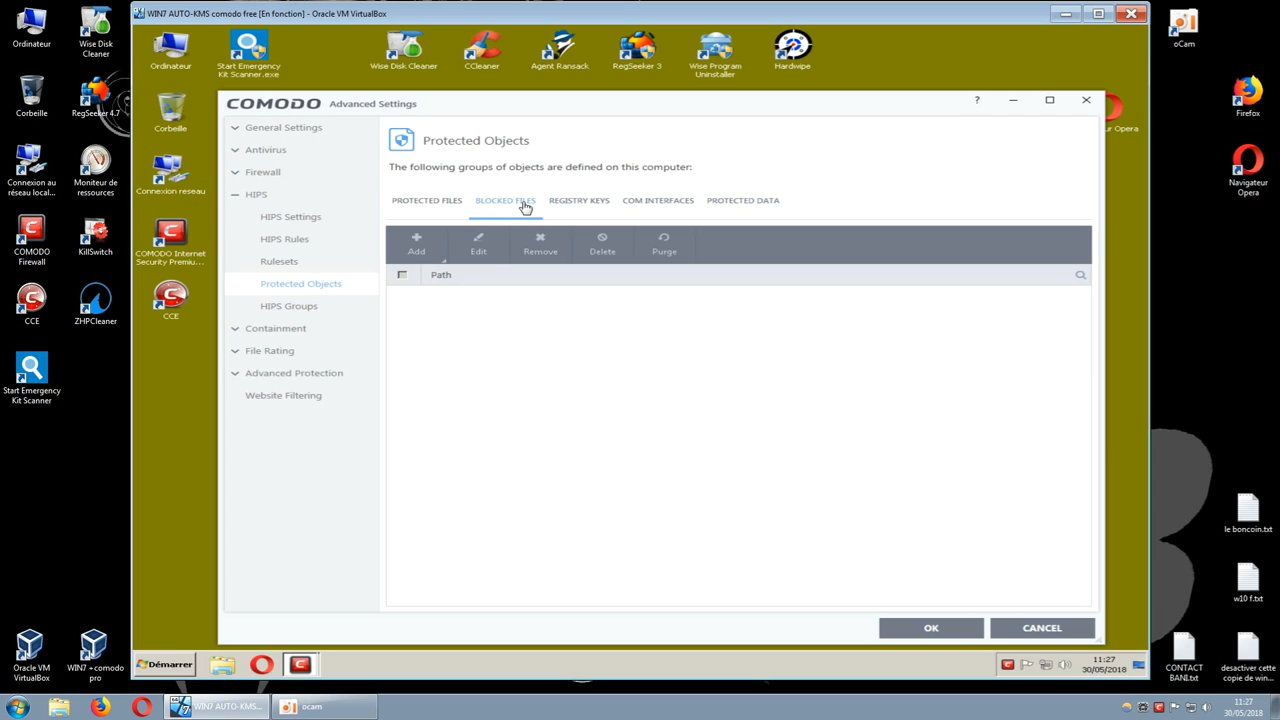 WIN7 AUTO-KMS comodo free [En fonction] - Oracle VM VirtualBox
Ordinateur
Wise Disk
Cleaner
Corbeille
RegSeeker 4.7
Connexion au
réseau local...
Moniteur de
ressources
COMODO
Firewall
KillSwitch
CCE
ZHPCleaner
Start Emergency
Kit Scanner
Oracle VM
VirtualBox
WIN7 +comodo
pro
Ordinateur
Start Emergency
Kit Scanner.exe
Wise Disk Cleaner
CCleaner
Agent Ransack
RegSeeker 3
Wise Program
Uninstaller
Hardwipe
Corbeille
Connexion reseau
COMODO Internet
Security Premiu...
CCE
ur Opera
COMODO Advanced Settings
?
General Settings
Antivirus
Firewall
HIPS
HIPS Settings
HIPS Rules
Rulesets
Protected Objects
HIPS Groups
Containment
File Rating
Advanced Protection
Website Filtering
Protected Objects
The following groups of objects are defined on this computer:
PROTECTED FILES BLOCKED FILES REGISTRY KEYS COM INTERFACES PROTECTED DATA
Add Edit Remove Delete Purge
Path
OK CANCEL
Démarrer
11:27
30/05/2018
oCam
Firefox
Navigateur
Opera
le boncoin.txt
w10 f.txt
CONTACT
BANI.txt
desactiver cette
copie de win...
WIN7 AUTO-KMS...
ocam
11:27
30/05/2018